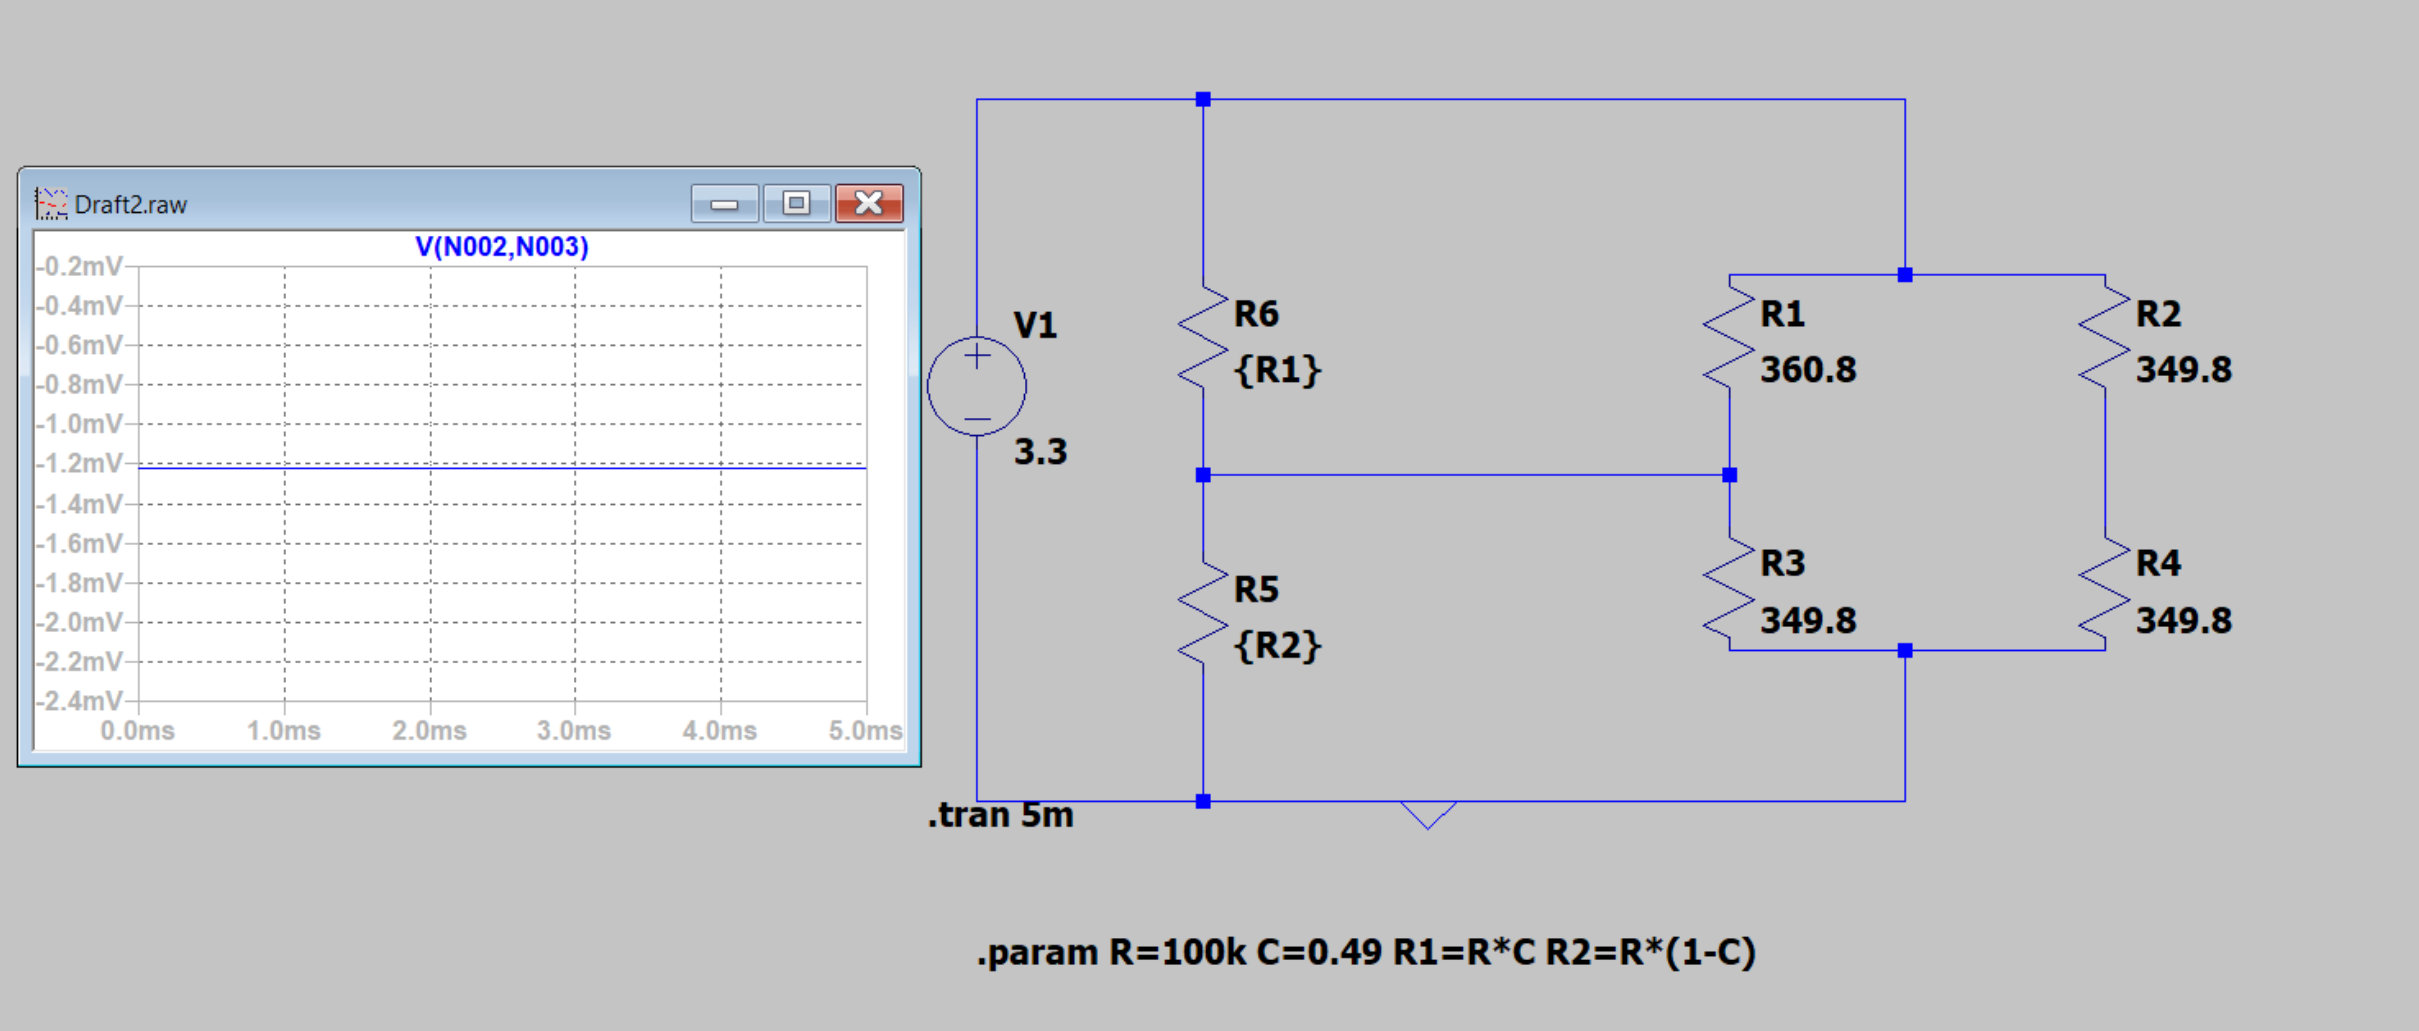 Draft2.raw
V(N002,N003)
-0.2mV
-0.4mV
-0.6mV
-0.8mV
-1.0mV
-1.2mV
-1.4mV
-1.6mV
-1.8mV
-2.0mV
-2.2mV
-2.4mV
0.0ms 1.0ms 2.0ms 3.0ms 4.0ms 5.0ms
V1
3.3
R6
{R1}
R1
360.8
R2
349.8
R5
{R2}
R3
349.8
R4
349.8
.tran 5m
.param R=100k C=0.49 R1=R*C R2=R*(1-C)